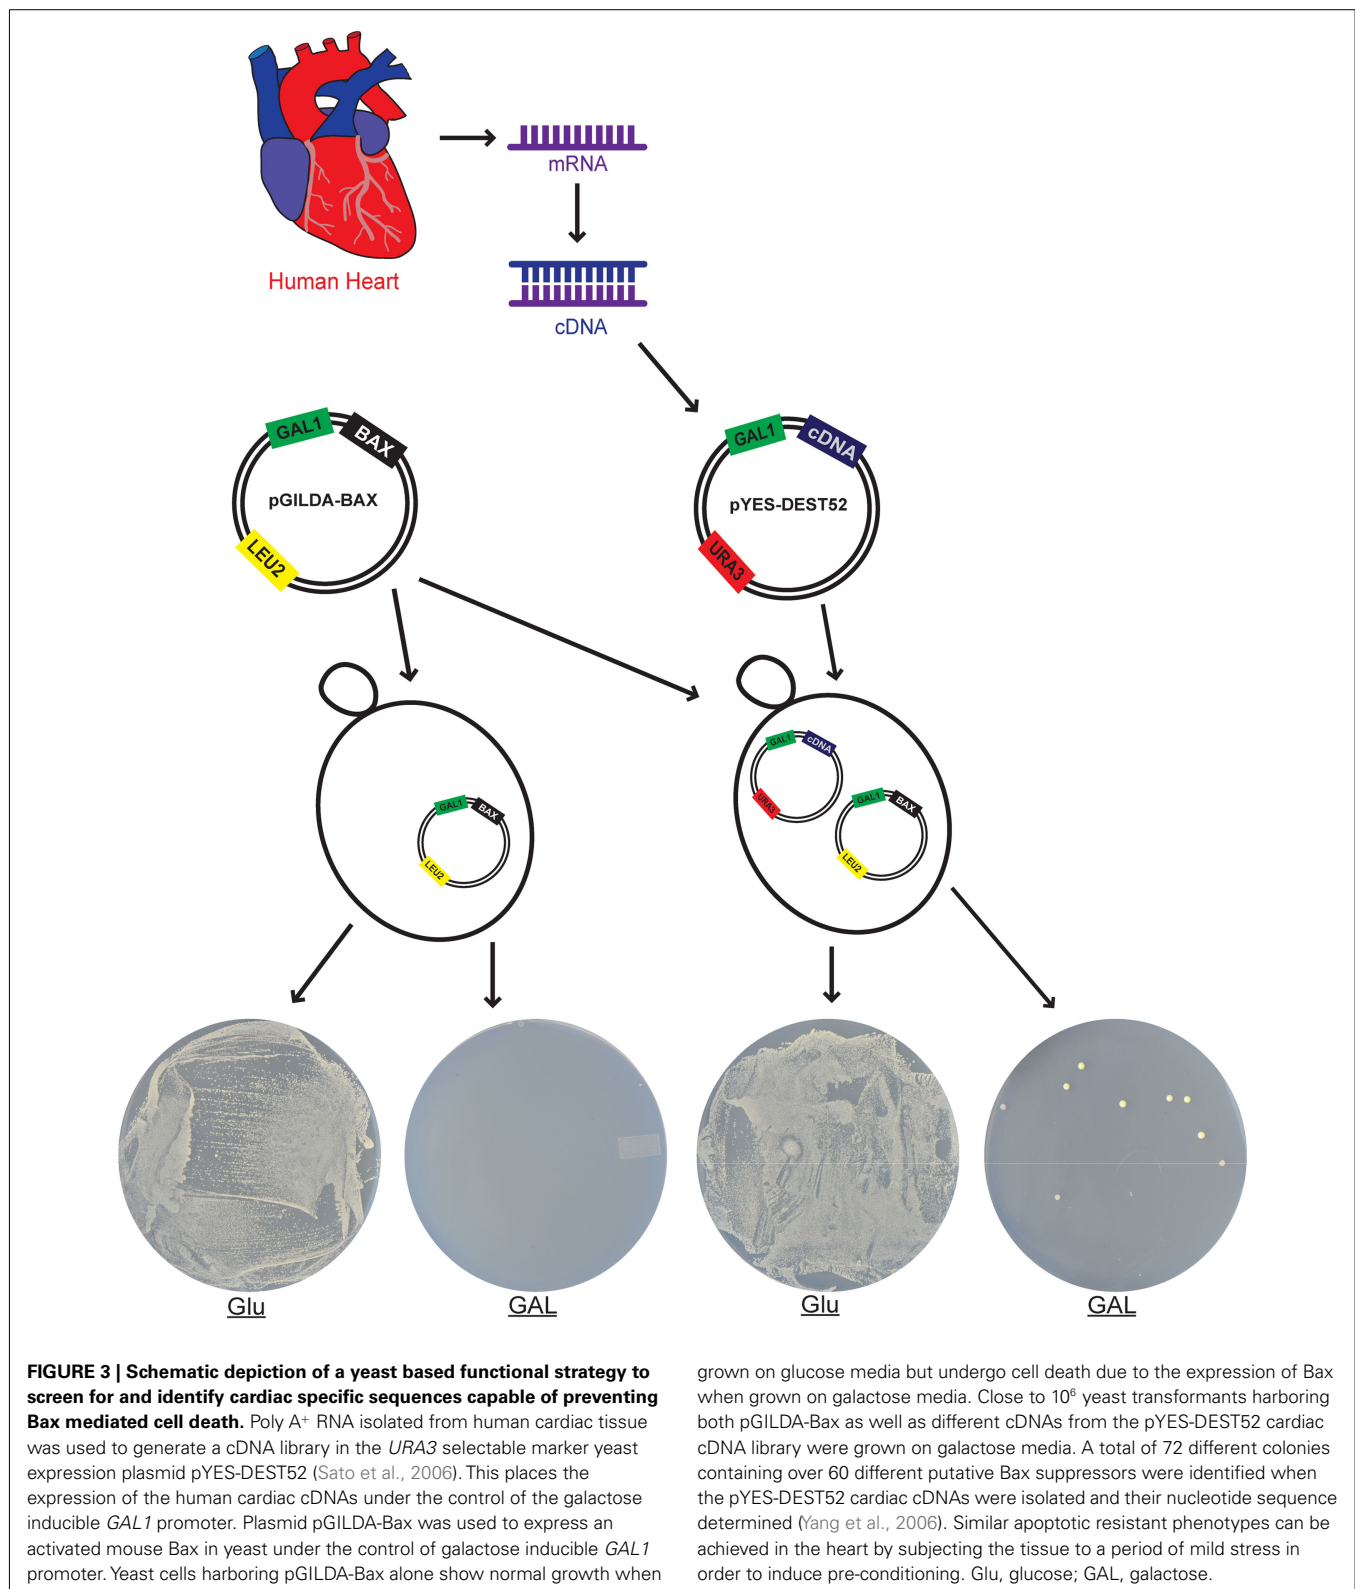 mRNA
Human Heart
cDNA
GAL1
BAX
pGILDA-BAX
LEU2
GAL1
cDNA
pYES-DEST52
URA3
GAL1
BAX
LEU2
GAL1
cDNA
URA3
GAL1
BAX
LEU2
Glu
GAL
Glu
GAL
FIGURE 3 | Schematic depiction of a yeast based functional strategy to
screen for and identify cardiac specific sequences capable of preventing
Bax mediated cell death. Poly A⁺ RNA isolated from human cardiac tissue
was used to generate a cDNA library in the URA3 selectable marker yeast
expression plasmid pYES-DEST52 (Sato et al., 2006). This places the
expression of the human cardiac cDNAs under the control of the galactose
inducible GAL1 promoter. Plasmid pGILDA-Bax was used to express an
activated mouse Bax in yeast under the control of galactose inducible GAL1
promoter. Yeast cells harboring pGILDA-Bax alone show normal growth when
grown on glucose media but undergo cell death due to the expression of Bax
when grown on galactose media. Close to 10⁶ yeast transformants harboring
both pGILDA-Bax as well as different cDNAs from the pYES-DEST52 cardiac
cDNA library were grown on galactose media. A total of 72 different colonies
containing over 60 different putative Bax suppressors were identified when
the pYES-DEST52 cardiac cDNAs were isolated and their nucleotide sequence
determined (Yang et al., 2006). Similar apoptotic resistant phenotypes can be
achieved in the heart by subjecting the tissue to a period of mild stress in
order to induce pre-conditioning. Glu, glucose; GAL, galactose.